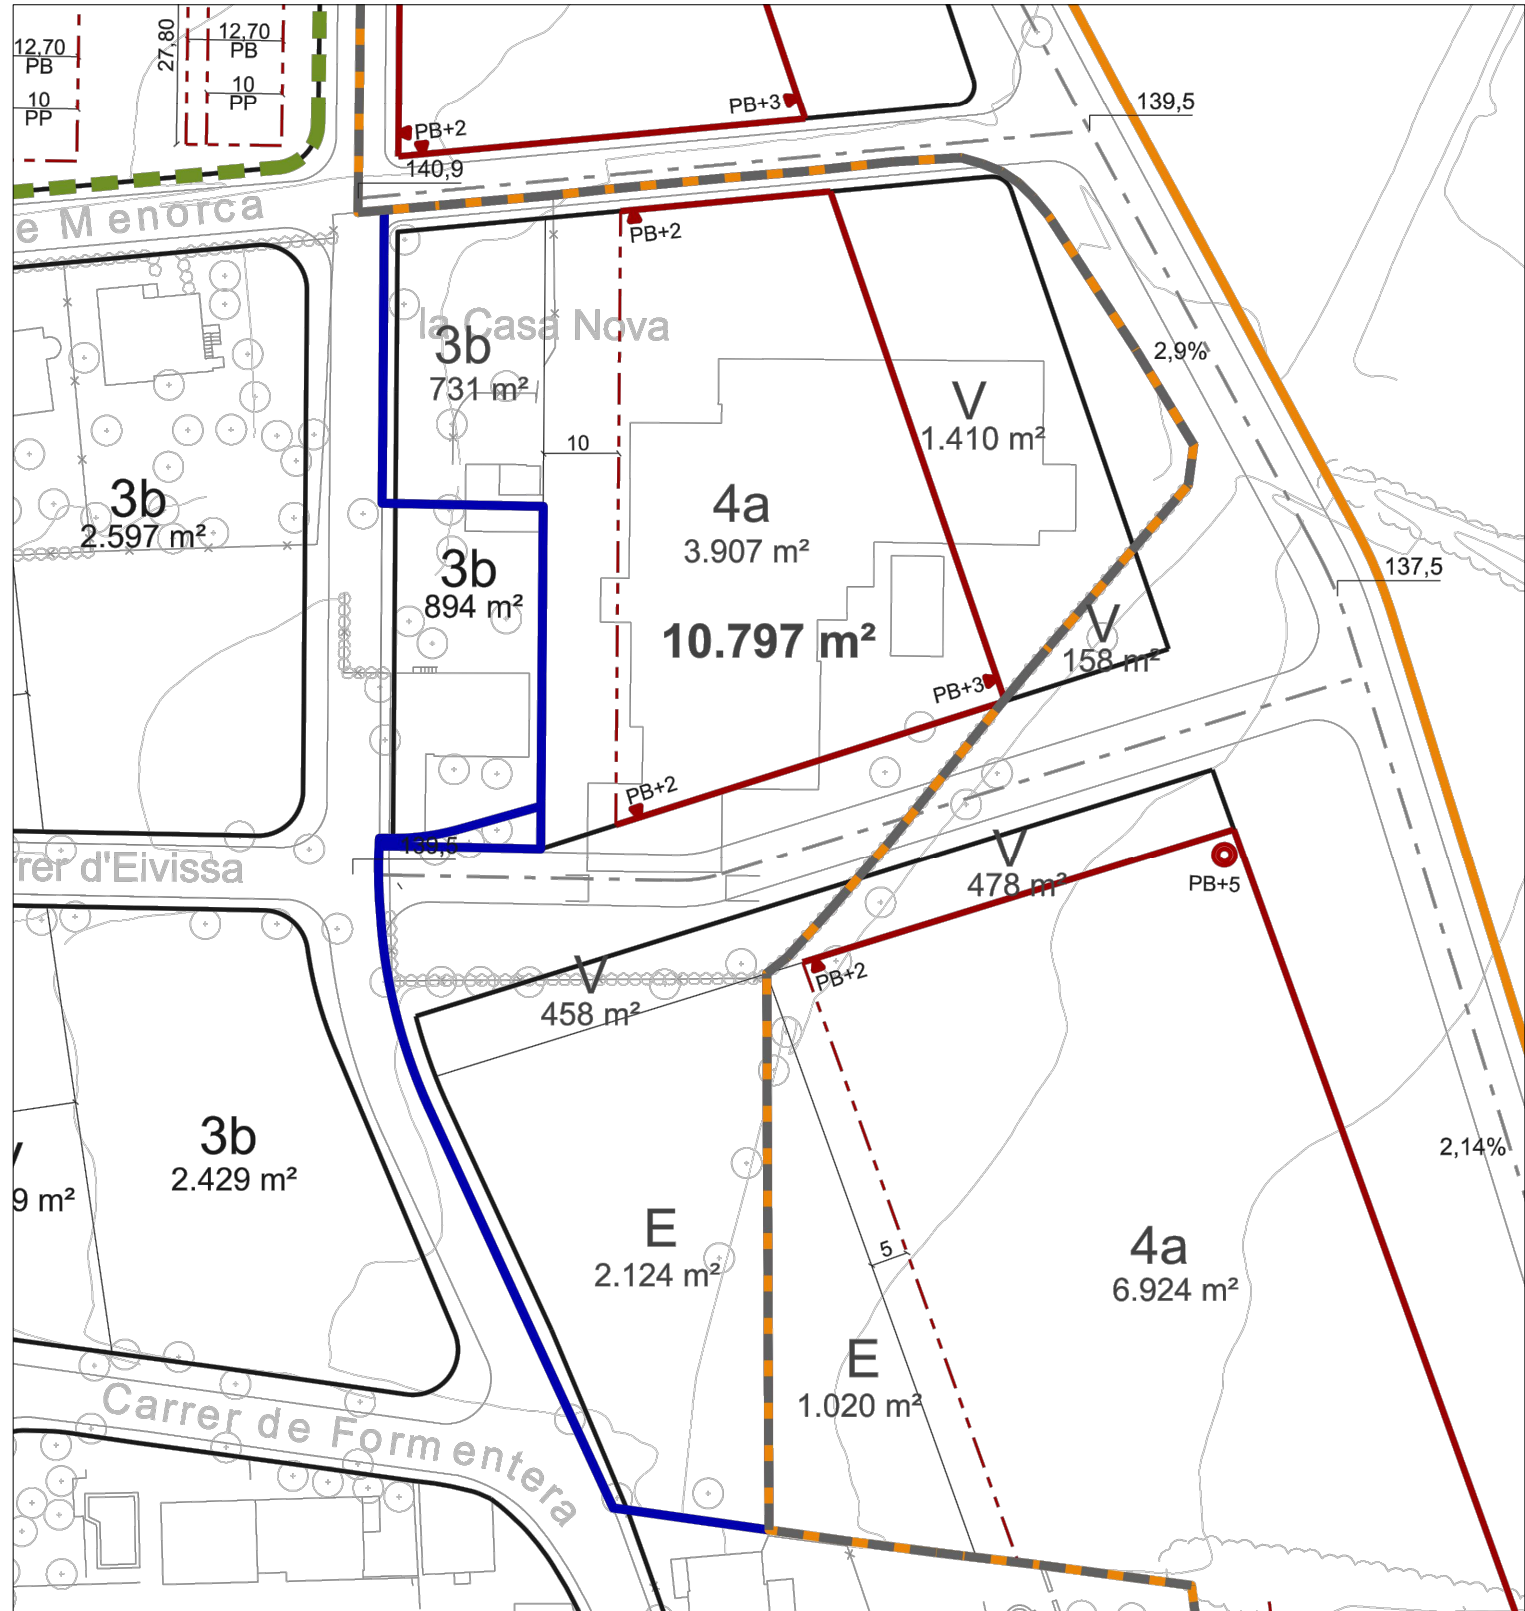 12,70
PB
10
PP
27,80
12,70
PB
10
PP
PB+2
PB+3
139,5
140,9
e Menorca
PB+2
la Casa Nova
3b
731 m²
2,9%
V
1.410 m²
10
3b
2.597 m²
4a
3.907 m²
3b
894 m²
137,5
10.797 m²
V
158 m²
PB+3
PB+2
139,5
rer d'Eivissa
V
478 m²
PB+5
V
458 m²
PB+2
3b
2.429 m²
9 m²
2,14%
E
2.124 m²
5
4a
6.924 m²
E
1.020 m²
Carrer de Formentera